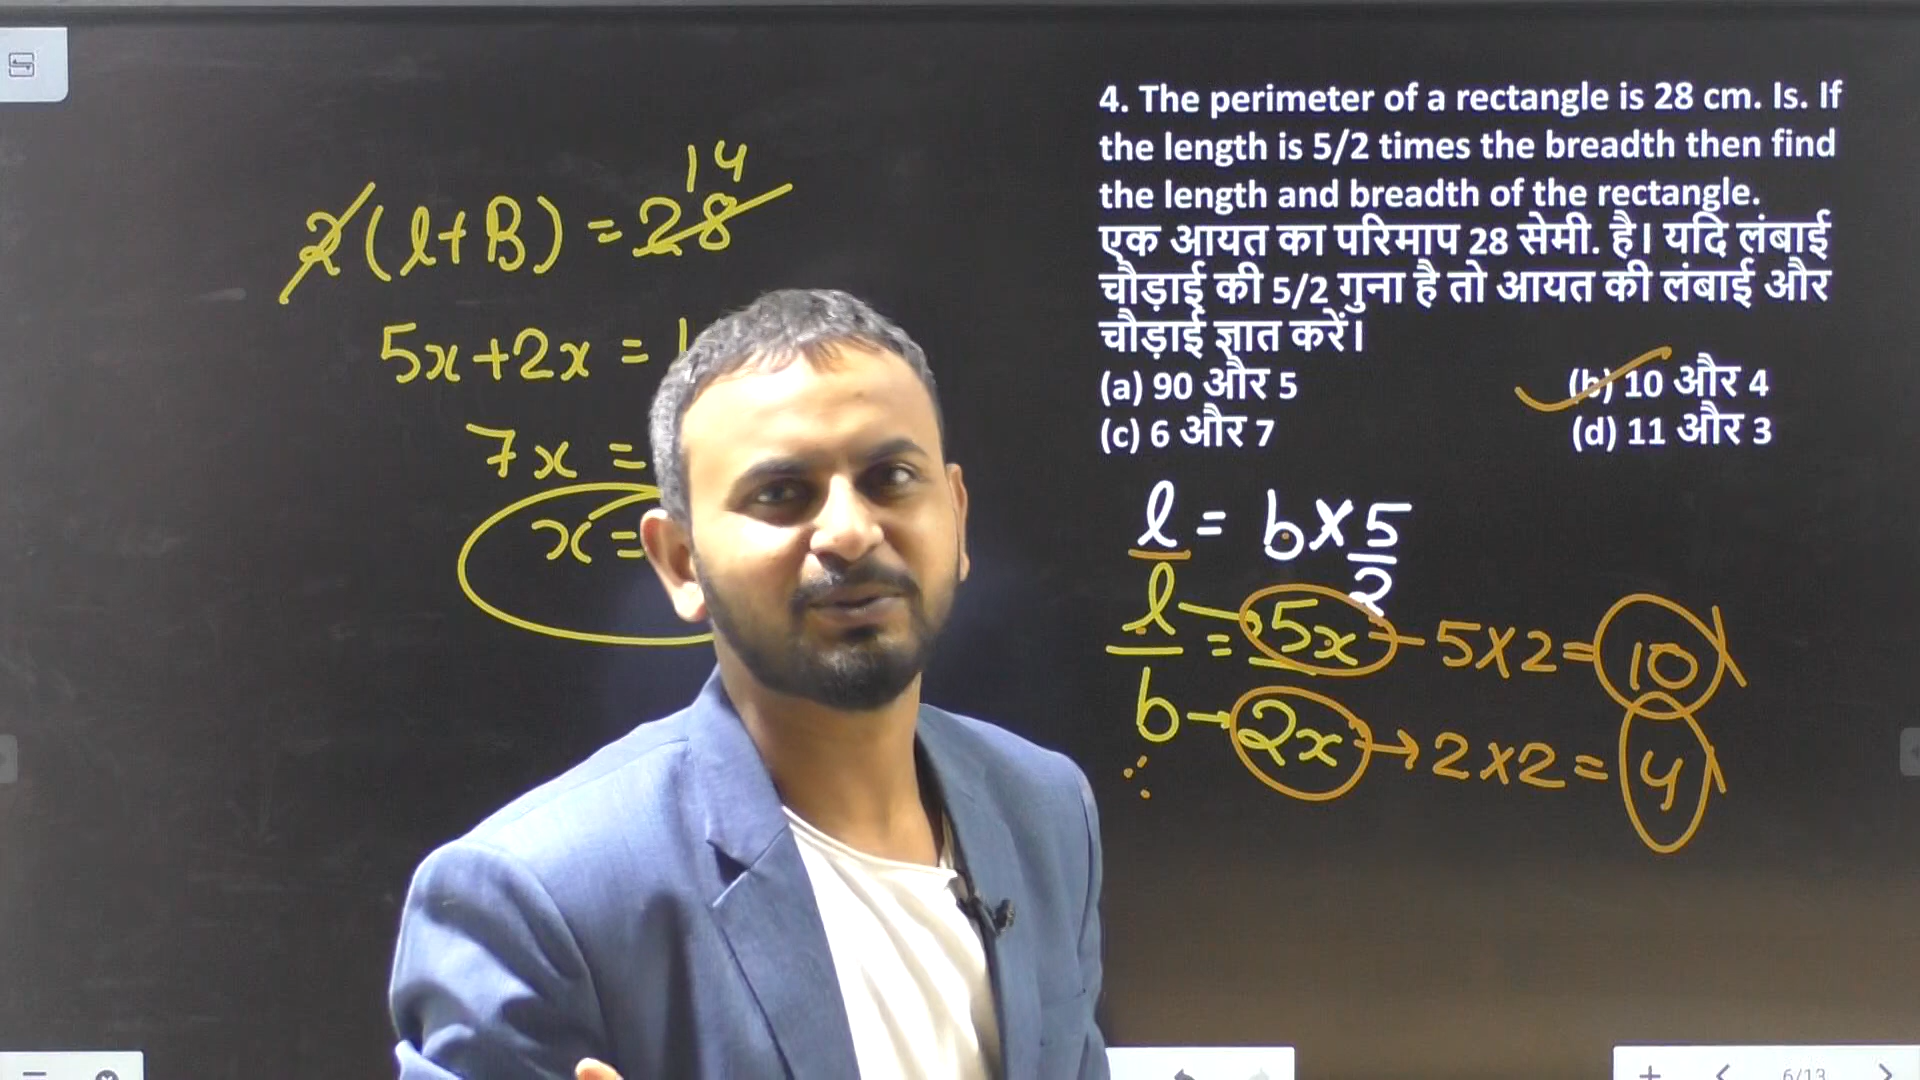 2(l+B) = 28
14
5x+2x = 1
7x =
x =
4. The perimeter of a rectangle is 28 cm. Is. If
the length is 5/2 times the breadth then find
the length and breadth of the rectangle.
एक आयत का परिमाप 28 सेमी. है। यदि लंबाई
चौड़ाई की 5/2 गुना है तो आयत की लंबाई और
चौड़ाई ज्ञात करें।
(a) 90 और 5 (b) 10 और 4
(c) 6 और 7 (d) 11 और 3
l = b×5/2
l → 5x - 5×2 = 10
=
b → 2x → 2×2 = 4
6/13